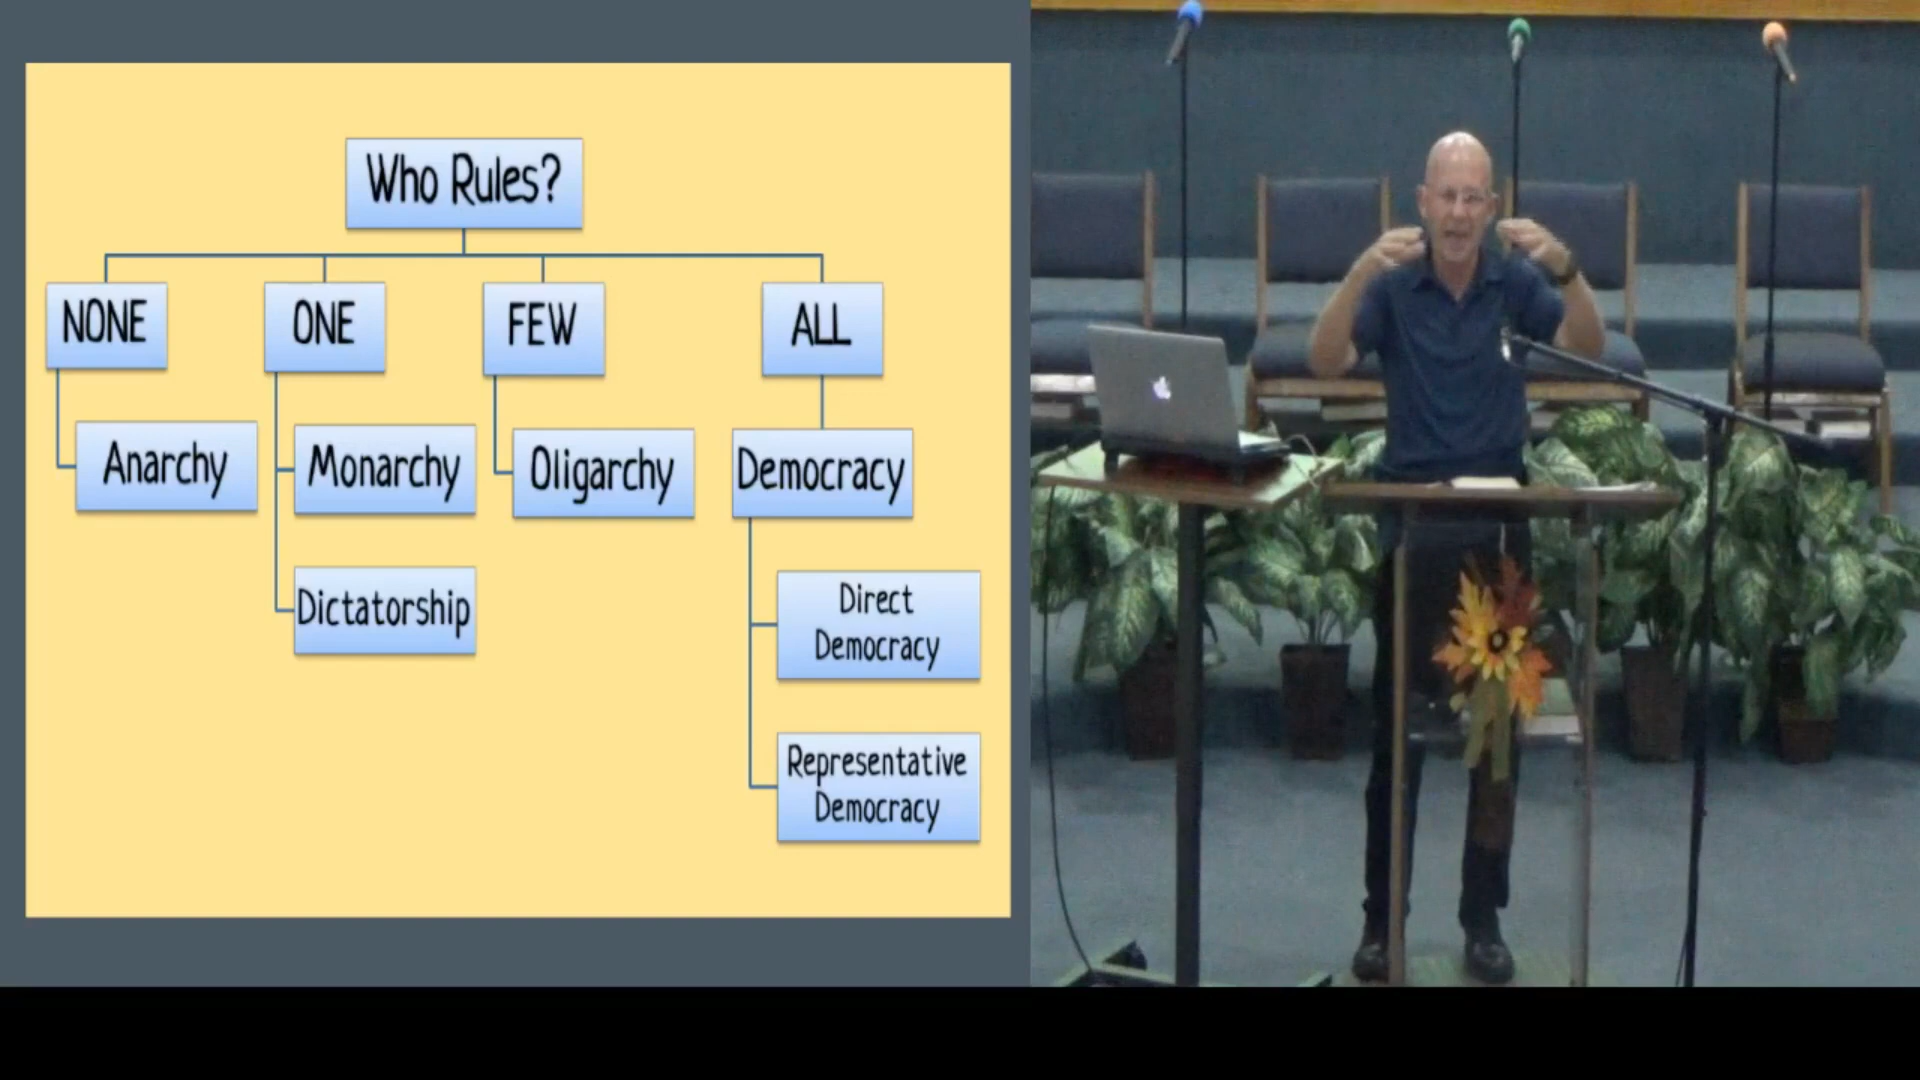 Who Rules?
NONE
ONE
FEW
ALL
Anarchy
Monarchy
Oligarchy
Democracy
Dictatorship
Direct
Democracy
Representative
Democracy